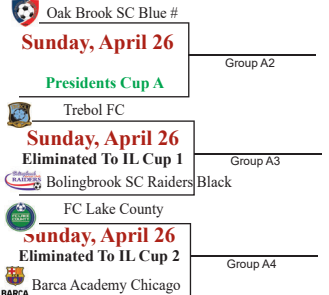 Oak Brook SC Blue #
Sunday, April 26
Group A2
Presidents Cup A
Trebol FC
Sunday, April 26
Eliminated To IL Cup 1
Group A3
RAIDERS
Bolingbrook SC Raiders Black
FC Lake County
Sunday, April 26
Eliminated To IL Cup 2
Group A4
Barca Academy Chicago
BARCA